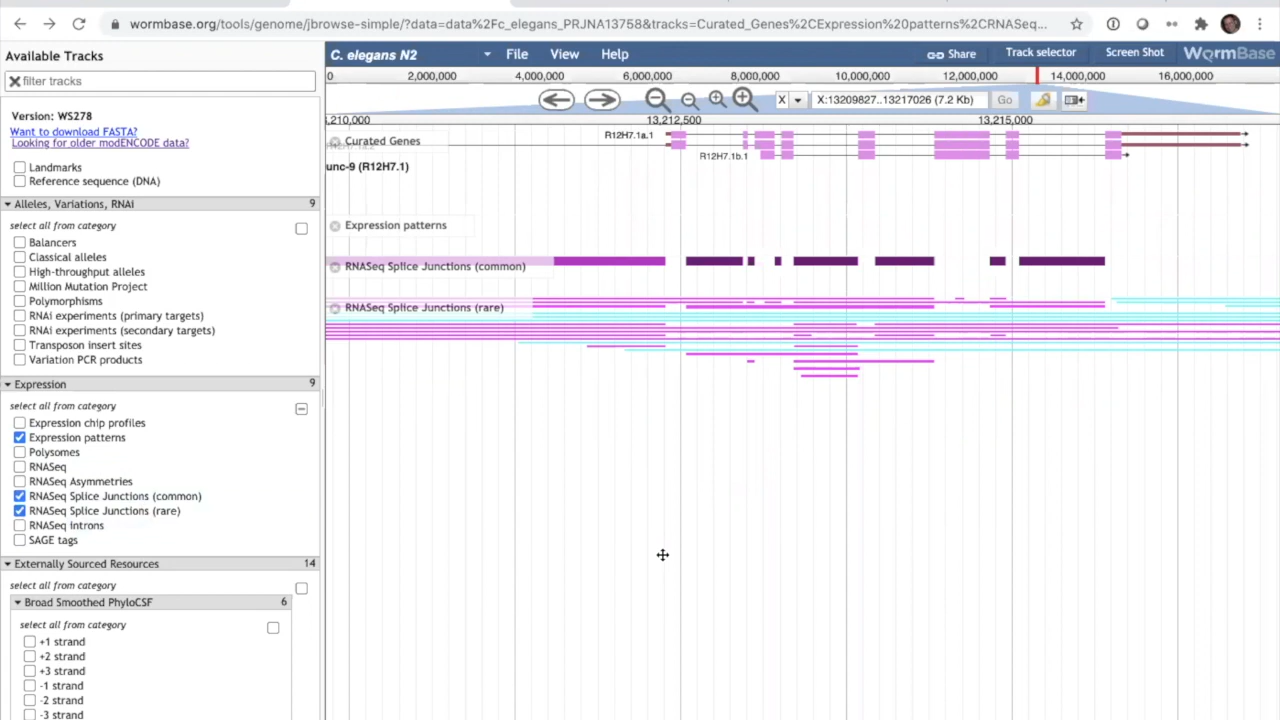 wormbase.org/tools/genome/jbrowse-simple/?data=data%2Fc_elegans_PRJNA13758&tracks=Curated_Genes%2CExpression%20patterns%2CRNASeq...
Available Tracks
filter tracks
Version: WS278
Want to download FASTA?
Looking for older modENCODE data?
Landmarks
Reference sequence (DNA)
Alleles, Variations, RNAi 9
select all from category
Balancers
Classical alleles
High-throughput alleles
Million Mutation Project
Polymorphisms
RNAi experiments (primary targets)
RNAi experiments (secondary targets)
Transposon insert sites
Variation PCR products
Expression 9
select all from category
Expression chip profiles
Expression patterns
Polysomes
RNASeq
RNASeq Asymmetries
RNASeq Splice Junctions (common)
RNASeq Splice Junctions (rare)
RNASeq introns
SAGE tags
Externally Sourced Resources 14
select all from category
Broad Smoothed PhyloCSF 6
select all from category
+1 strand
+2 strand
+3 strand
-1 strand
-2 strand
-3 strand
C. elegans N2 File View Help Share Track selector Screen Shot WormBase
0 2,000,000 4,000,000 6,000,000 8,000,000 10,000,000 12,000,000 14,000,000 16,000,000
X X:13209827..13217026 (7.2 Kb) Go
13,212,500 13,215,000
R12H7.1a.1
Curated Genes
R12H7.1b.1
unc-9 (R12H7.1)
Expression patterns
RNASeq Splice Junctions (common)
RNASeq Splice Junctions (rare)